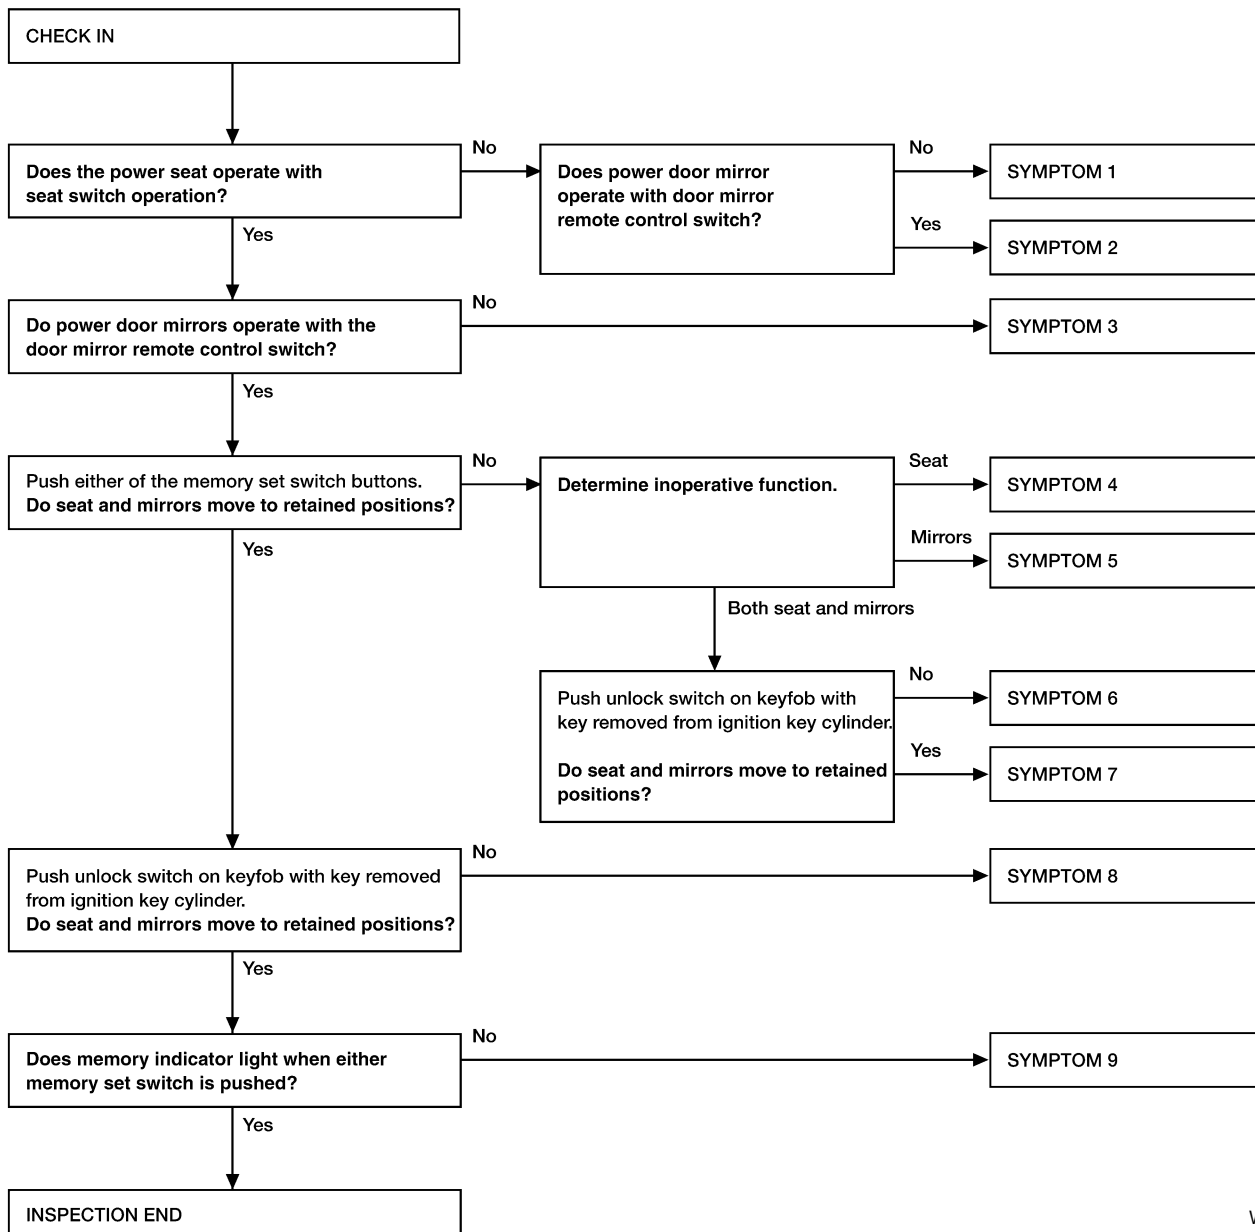 CHECK IN
Does the power seat operate with
seat switch operation?
No
Does power door mirror
operate with door mirror
remote control switch?
No
SYMPTOM 1
Yes
SYMPTOM 2
Yes
Do power door mirrors operate with the
door mirror remote control switch?
No
SYMPTOM 3
Yes
Push either of the memory set switch buttons.
Do seat and mirrors move to retained positions?
No
Determine inoperative function.
Seat
SYMPTOM 4
Mirrors
SYMPTOM 5
Yes
Both seat and mirrors
Push unlock switch on keyfob with
key removed from ignition key cylinder.
Do seat and mirrors move to retained
positions?
No
SYMPTOM 6
Yes
SYMPTOM 7
Push unlock switch on keyfob with key removed
from ignition key cylinder.
Do seat and mirrors move to retained positions?
No
SYMPTOM 8
Yes
Does memory indicator light when either
memory set switch is pushed?
No
SYMPTOM 9
Yes
INSPECTION END